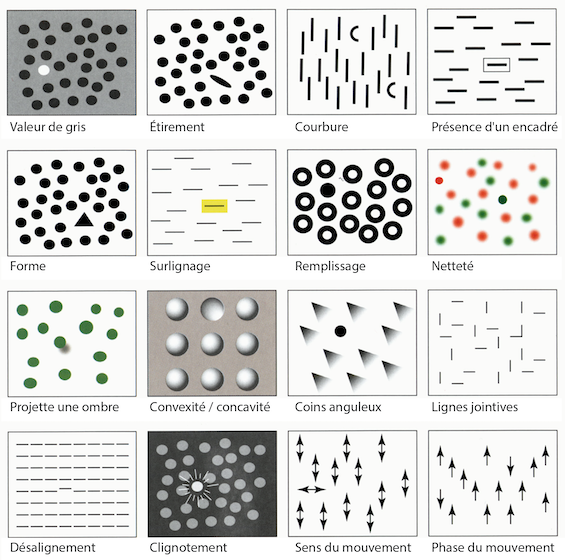 Valeur de gris
Étirement
Courbure
Présence d'un encadré
Forme
Surlignage
Remplissage
Netteté
Projette une ombre
Convexité / concavité
Coins anguleux
Lignes jointives
Désalignement
Clignotement
Sens du mouvement
Phase du mouvement